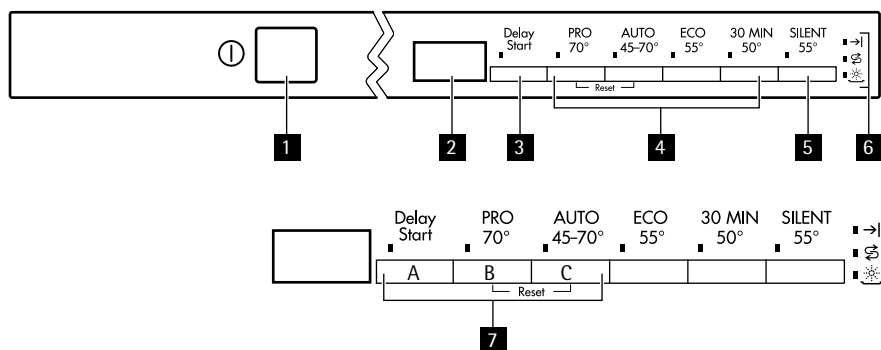 Delay Start PRO 70° AUTO 45–70° ECO 55° 30 MIN 50° SILENT 55°
Reset
1 2 3 4 5 6
Delay Start PRO 70° AUTO 45–70° ECO 55° 30 MIN 50° SILENT 55°
A B C
Reset
7